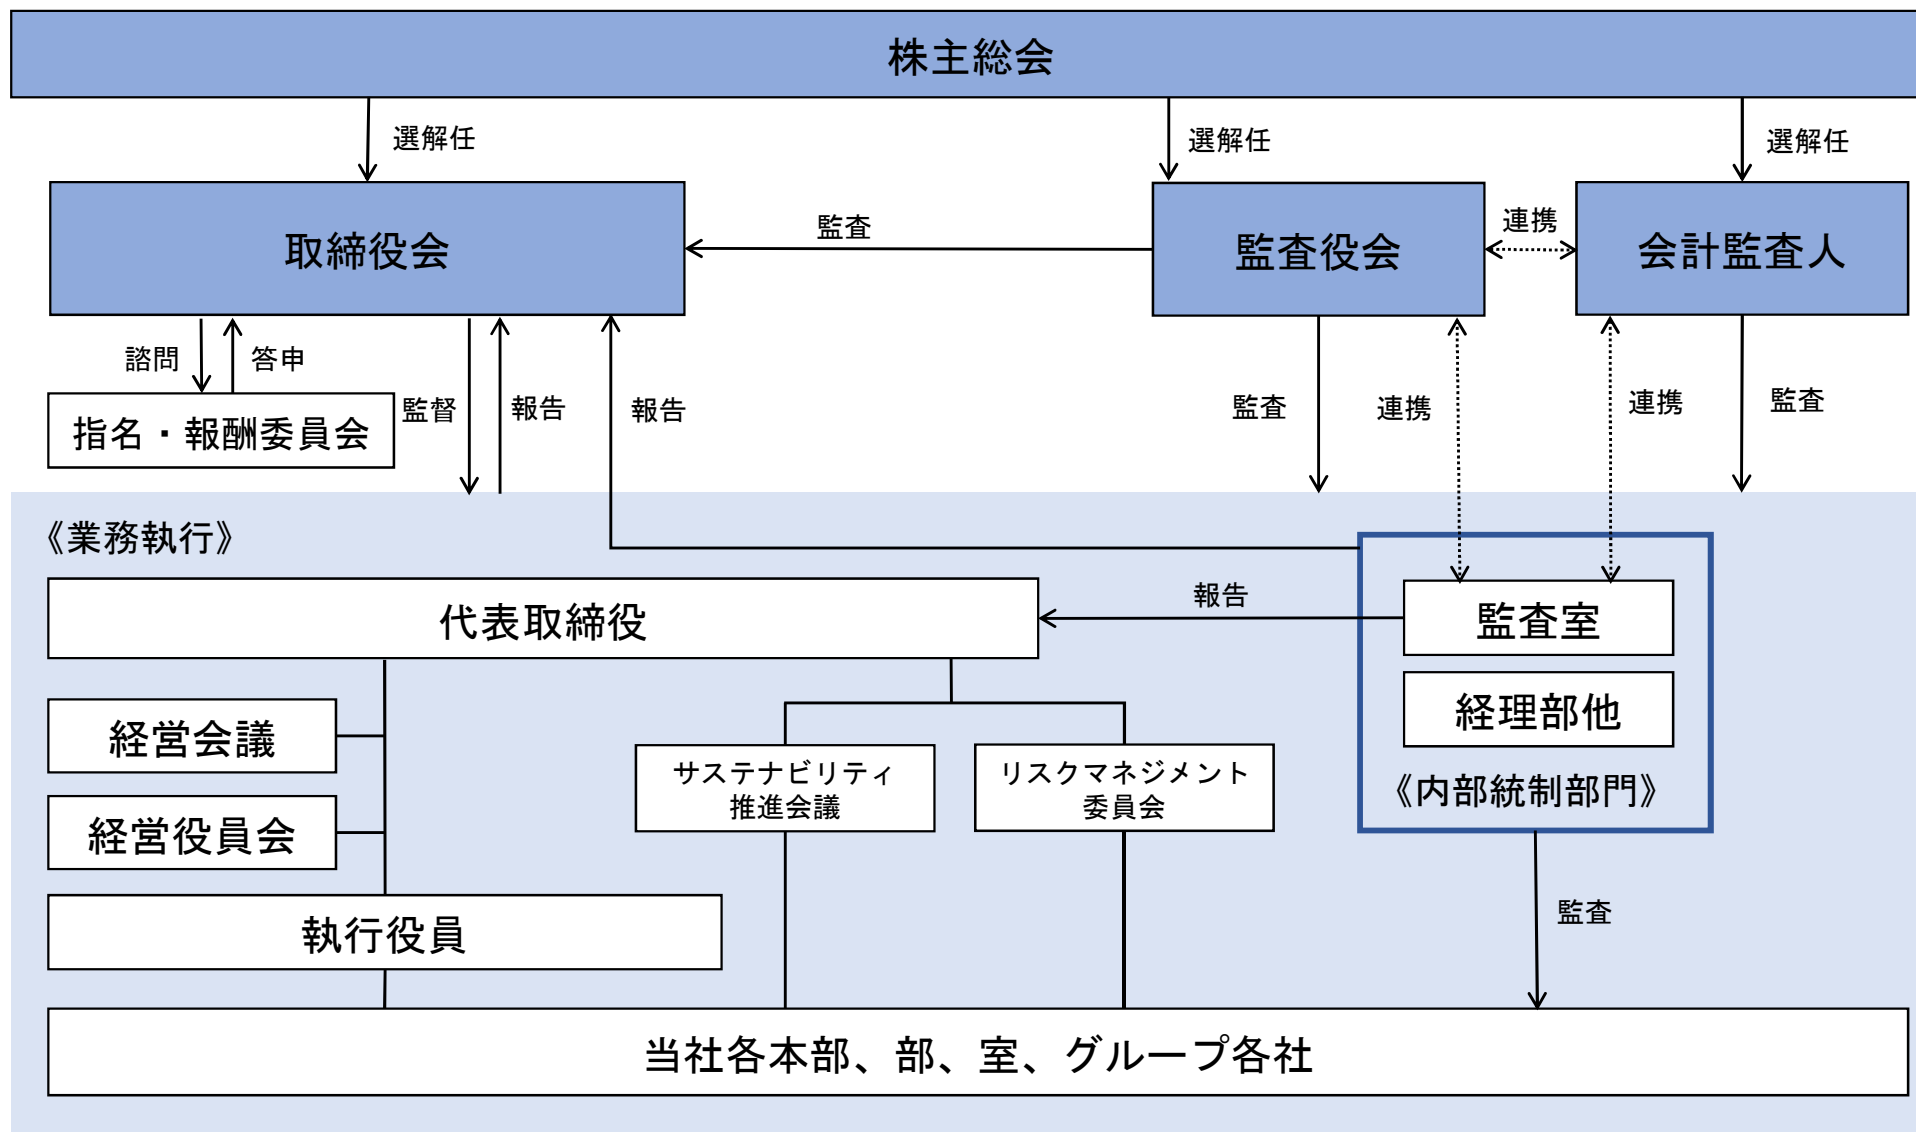 株主総会
選解任
選解任
選解任
取締役会
監査
監査役会
連携
会計監査人
諮問
答申
指名・報酬委員会
監督
報告
報告
監査
連携
連携
監査
《業務執行》
代表取締役
報告
監査室
経理部他
《内部統制部門》
経営会議
サステナビリティ
推進会議
リスクマネジメント
委員会
経営役員会
執行役員
監査
当社各本部、部、室、グループ各社